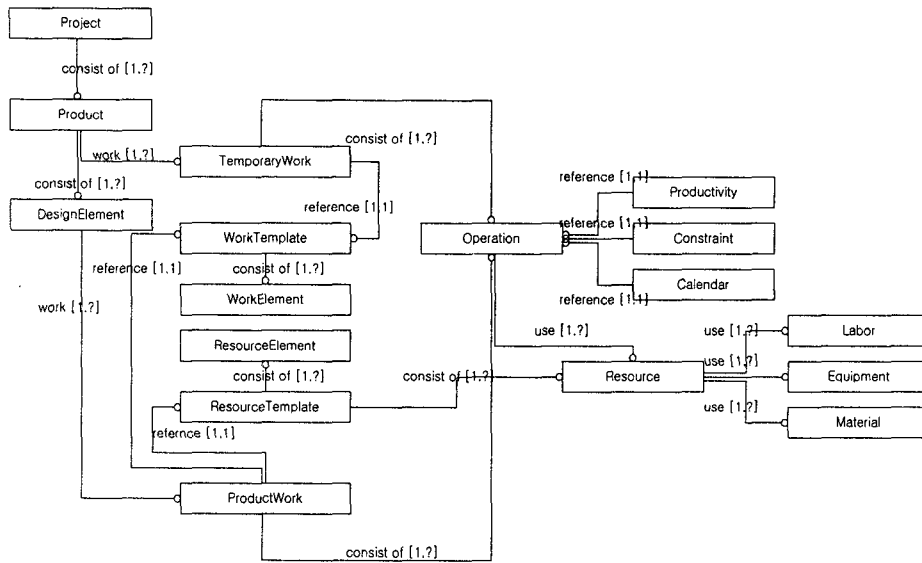 Project
consist of [1,?]
Product
consist of [1,?]
work [1,?]
TemporaryWork
consist of [1,?]
reference [1,1]
Productivity
DesignElement
reference [1,1]
WorkTemplate
Operation
reference [1,1]
Constraint
reference [1,1]
consist of [1,?]
Calendar
reference [1,1]
WorkElement
work [1,?]
use [1,?]
use [1,?]
Labor
ResourceElement
consist of [1,?]
consist of [1,?]
Resource
use [1,?]
Equipment
ResourceTemplate
use [1,?]
Material
refernce [1,1]
ProductWork
consist of [1,?]